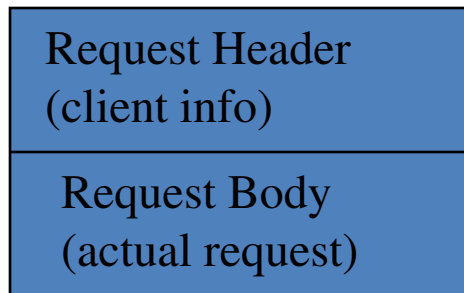 Request Header
(client info)
Request Body
(actual request)